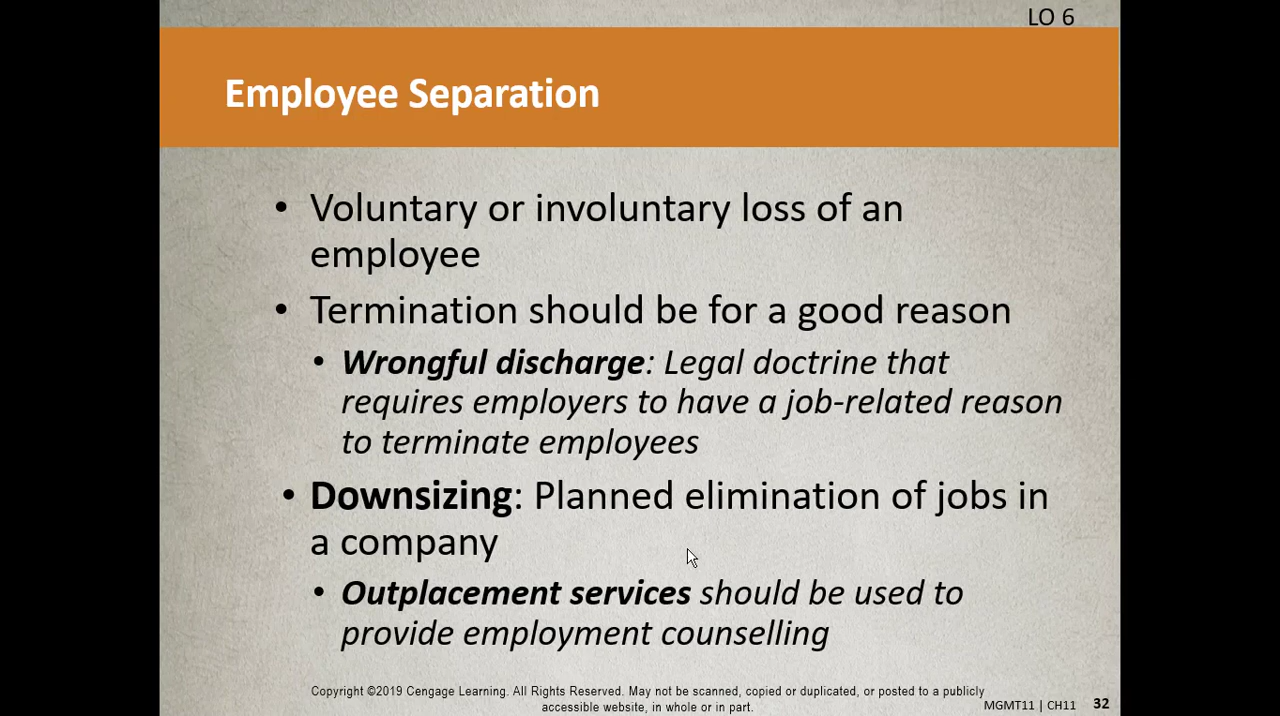 LO 6
Employee Separation
• Voluntary or involuntary loss of an
employee
• Termination should be for a good reason
• Wrongful discharge: Legal doctrine that
requires employers to have a job-related reason
to terminate employees
• Downsizing: Planned elimination of jobs in
a company
• Outplacement services should be used to
provide employment counselling
Copyright ©2019 Cengage Learning. All Rights Reserved. May not be scanned, copied or duplicated, or posted to a publicly
accessible website, in whole or in part.
MGMT11 | CH11 32